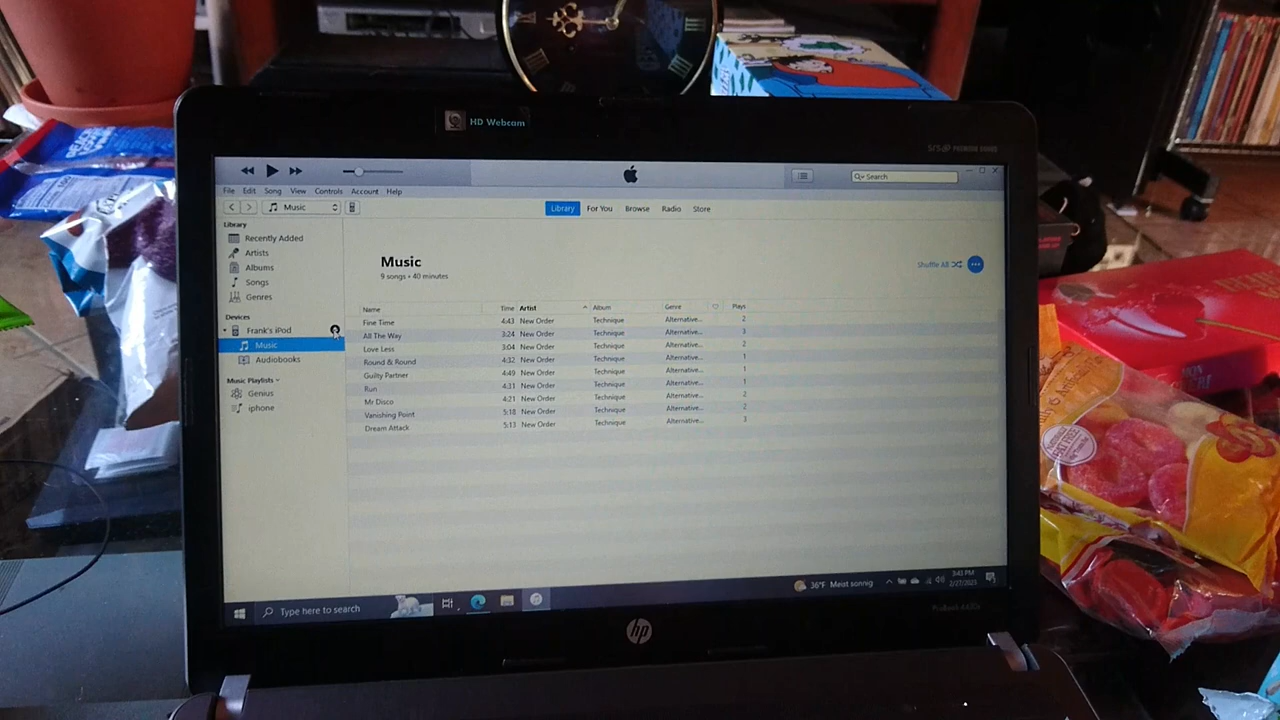 HD Webcam
File Edit Song View Controls Account Help
Search
Music
Library For You Browse Radio Store
Library
Recently Added
Artists
Albums
Songs
Genres
Devices
Frank's iPod
Music
Audiobooks
Music Playlists
Genius
iphone
Music
9 songs • 40 minutes
Shuffle All
Name Time Artist Album Genre Plays
Fine Time 4:43 New Order Technique Alternative... 2
All The Way 3:24 New Order Technique Alternative... 3
Love Less 3:04 New Order Technique Alternative... 2
Round & Round 4:32 New Order Technique Alternative... 1
Guilty Partner 4:49 New Order Technique Alternative... 1
Run 4:31 New Order Technique Alternative... 1
Mr Disco 4:21 New Order Technique Alternative... 2
Vanishing Point 5:18 New Order Technique Alternative... 2
Dream Attack 5:13 New Order Technique Alternative... 3
Type here to search
36°F Meist sonnig
3:43 PM
2/27/2025
hp